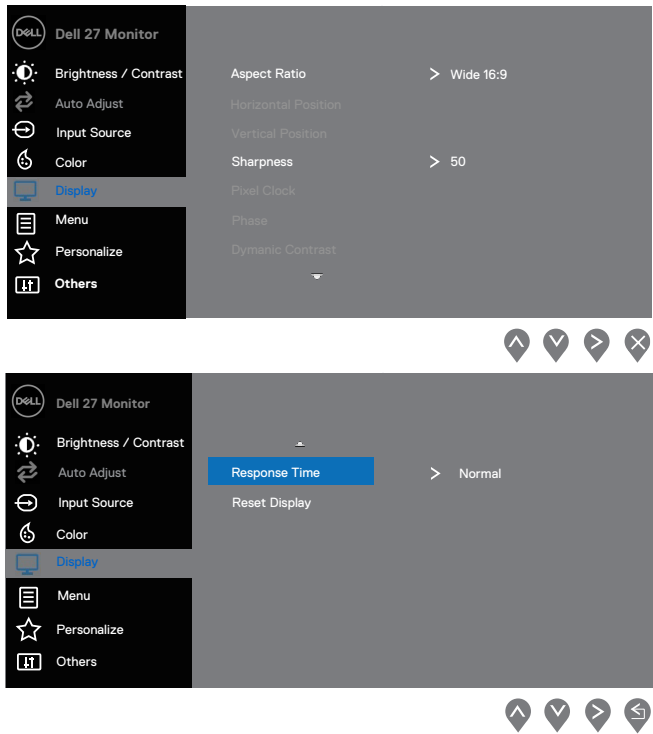 DELL
Dell 27 Monitor
Brightness / Contrast
Aspect Ratio
Wide 16:9
Auto Adjust
Horizontal Position
Input Source
Vertical Position
Color
Sharpness
50
Display
Pixel Clock
Menu
Phase
Personalize
Dymanic Contrast
Others
DELL
Dell 27 Monitor
Brightness / Contrast
Auto Adjust
Response Time
Normal
Input Source
Reset Display
Color
Display
Menu
Personalize
Others